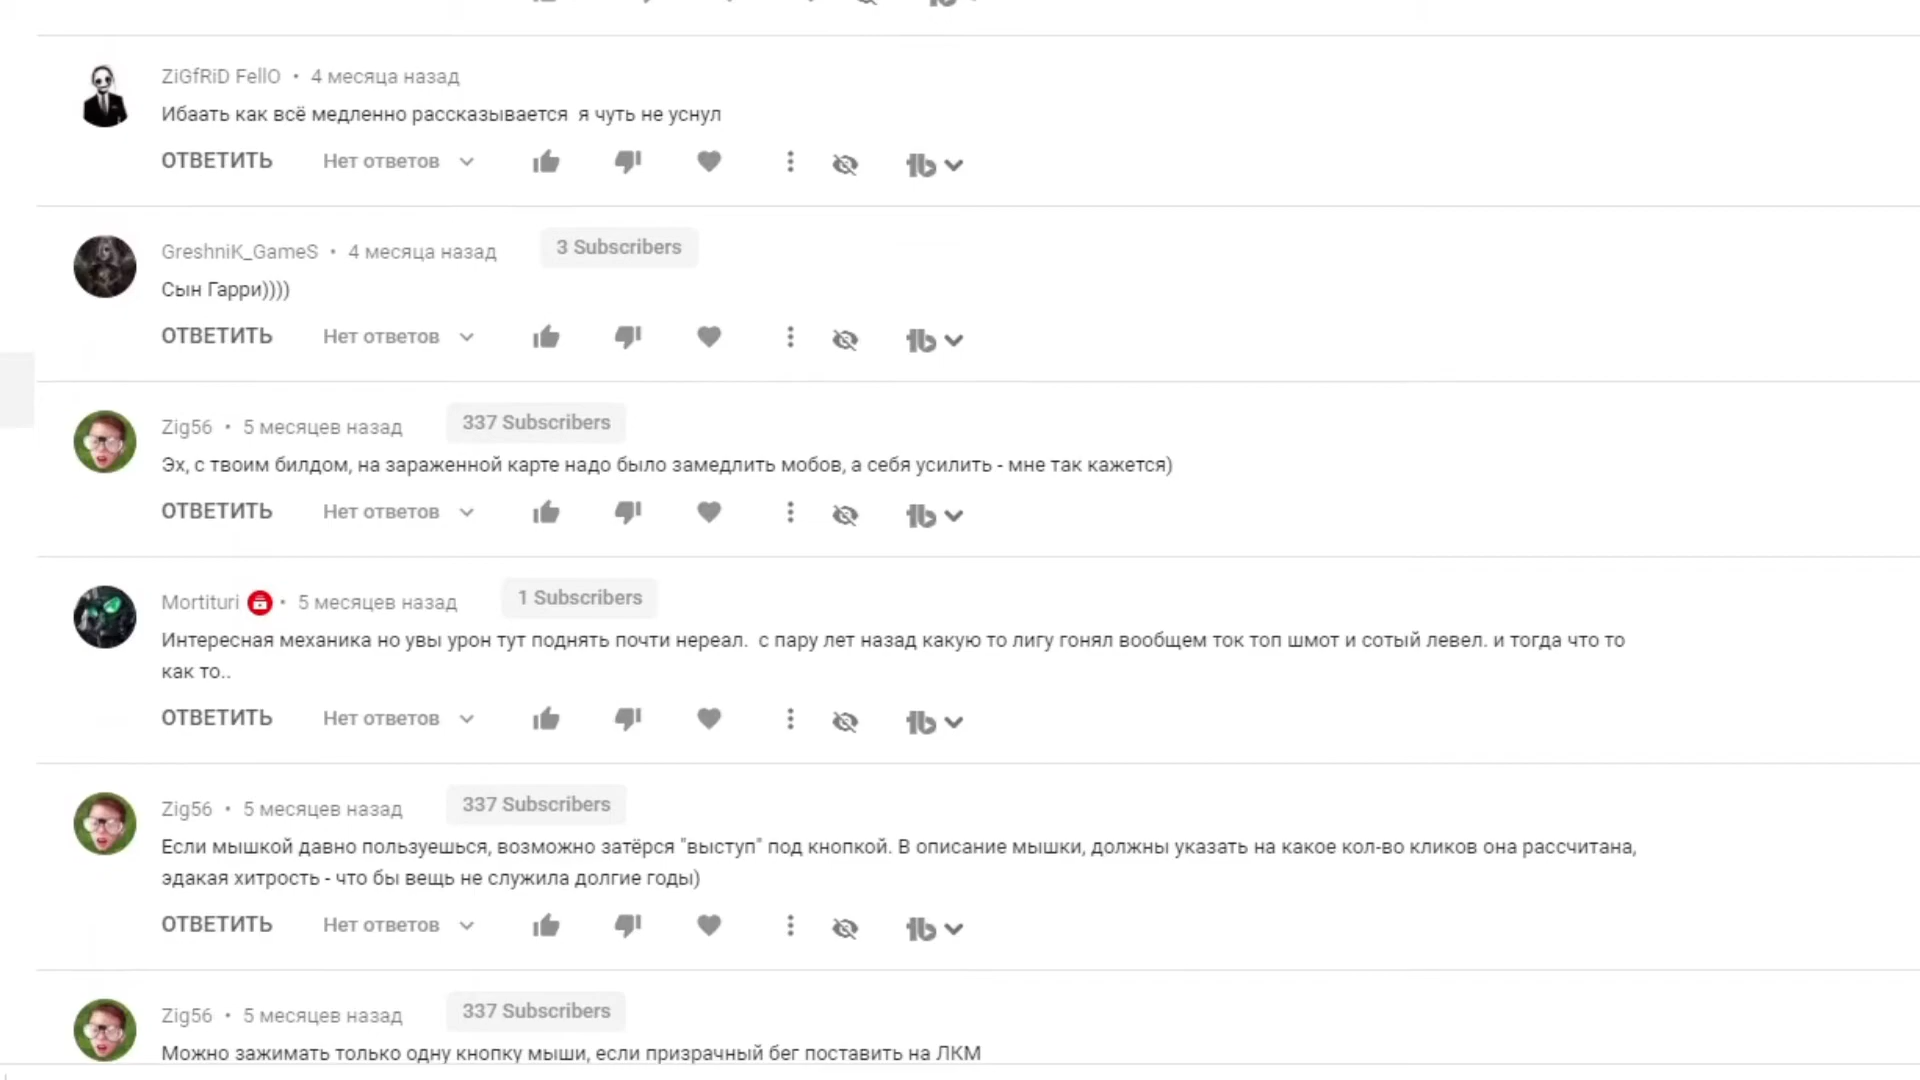 ZiGfRiD FellO • 4 месяца назад
Ибаать как всё медленно рассказывается я чуть не уснул
ОТВЕТИТЬ Нет ответов
GreshniK_GameS • 4 месяца назад 3 Subscribers
Сын Гарри))))
ОТВЕТИТЬ Нет ответов
Zig56 • 5 месяцев назад 337 Subscribers
Эх, с твоим билдом, на зараженной карте надо было замедлить мобов, а себя усилить - мне так кажется)
ОТВЕТИТЬ Нет ответов
Mortituri • 5 месяцев назад 1 Subscribers
Интересная механика но увы урон тут поднять почти нереал. с пару лет назад какую то лигу гонял вообщем ток топ шмот и сотый левел. и тогда что то
как то..
ОТВЕТИТЬ Нет ответов
Zig56 • 5 месяцев назад 337 Subscribers
Если мышкой давно пользуешься, возможно затёрся "выступ" под кнопкой. В описание мышки, должны указать на какое кол-во кликов она рассчитана,
эдакая хитрость - что бы вещь не служила долгие годы)
ОТВЕТИТЬ Нет ответов
Zig56 • 5 месяцев назад 337 Subscribers
Можно зажимать только одну кнопку мыши, если призрачный бег поставить на ЛКМ